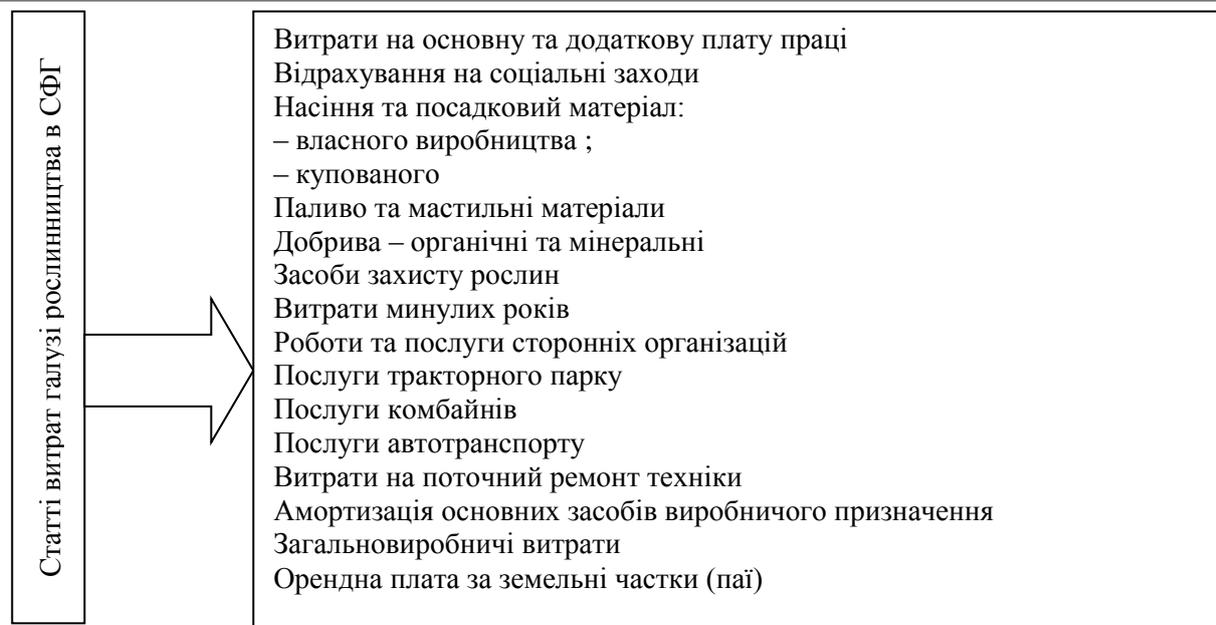 Статті витрат галузі рослинництва в СФГ
Витрати на основну та додаткову плату праці
Відрахування на соціальні заходи
Насіння та посадковий матеріал:
– власного виробництва ;
– купованого
Паливо та мастильні матеріали
Добрива – органічні та мінеральні
Засоби захисту рослин
Витрати минулих років
Роботи та послуги сторонніх організацій
Послуги тракторного парку
Послуги комбайнів
Послуги автотранспорту
Витрати на поточний ремонт техніки
Амортизація основних засобів виробничого призначення
Загальновиробничі витрати
Орендна плата за земельні частки (паї)